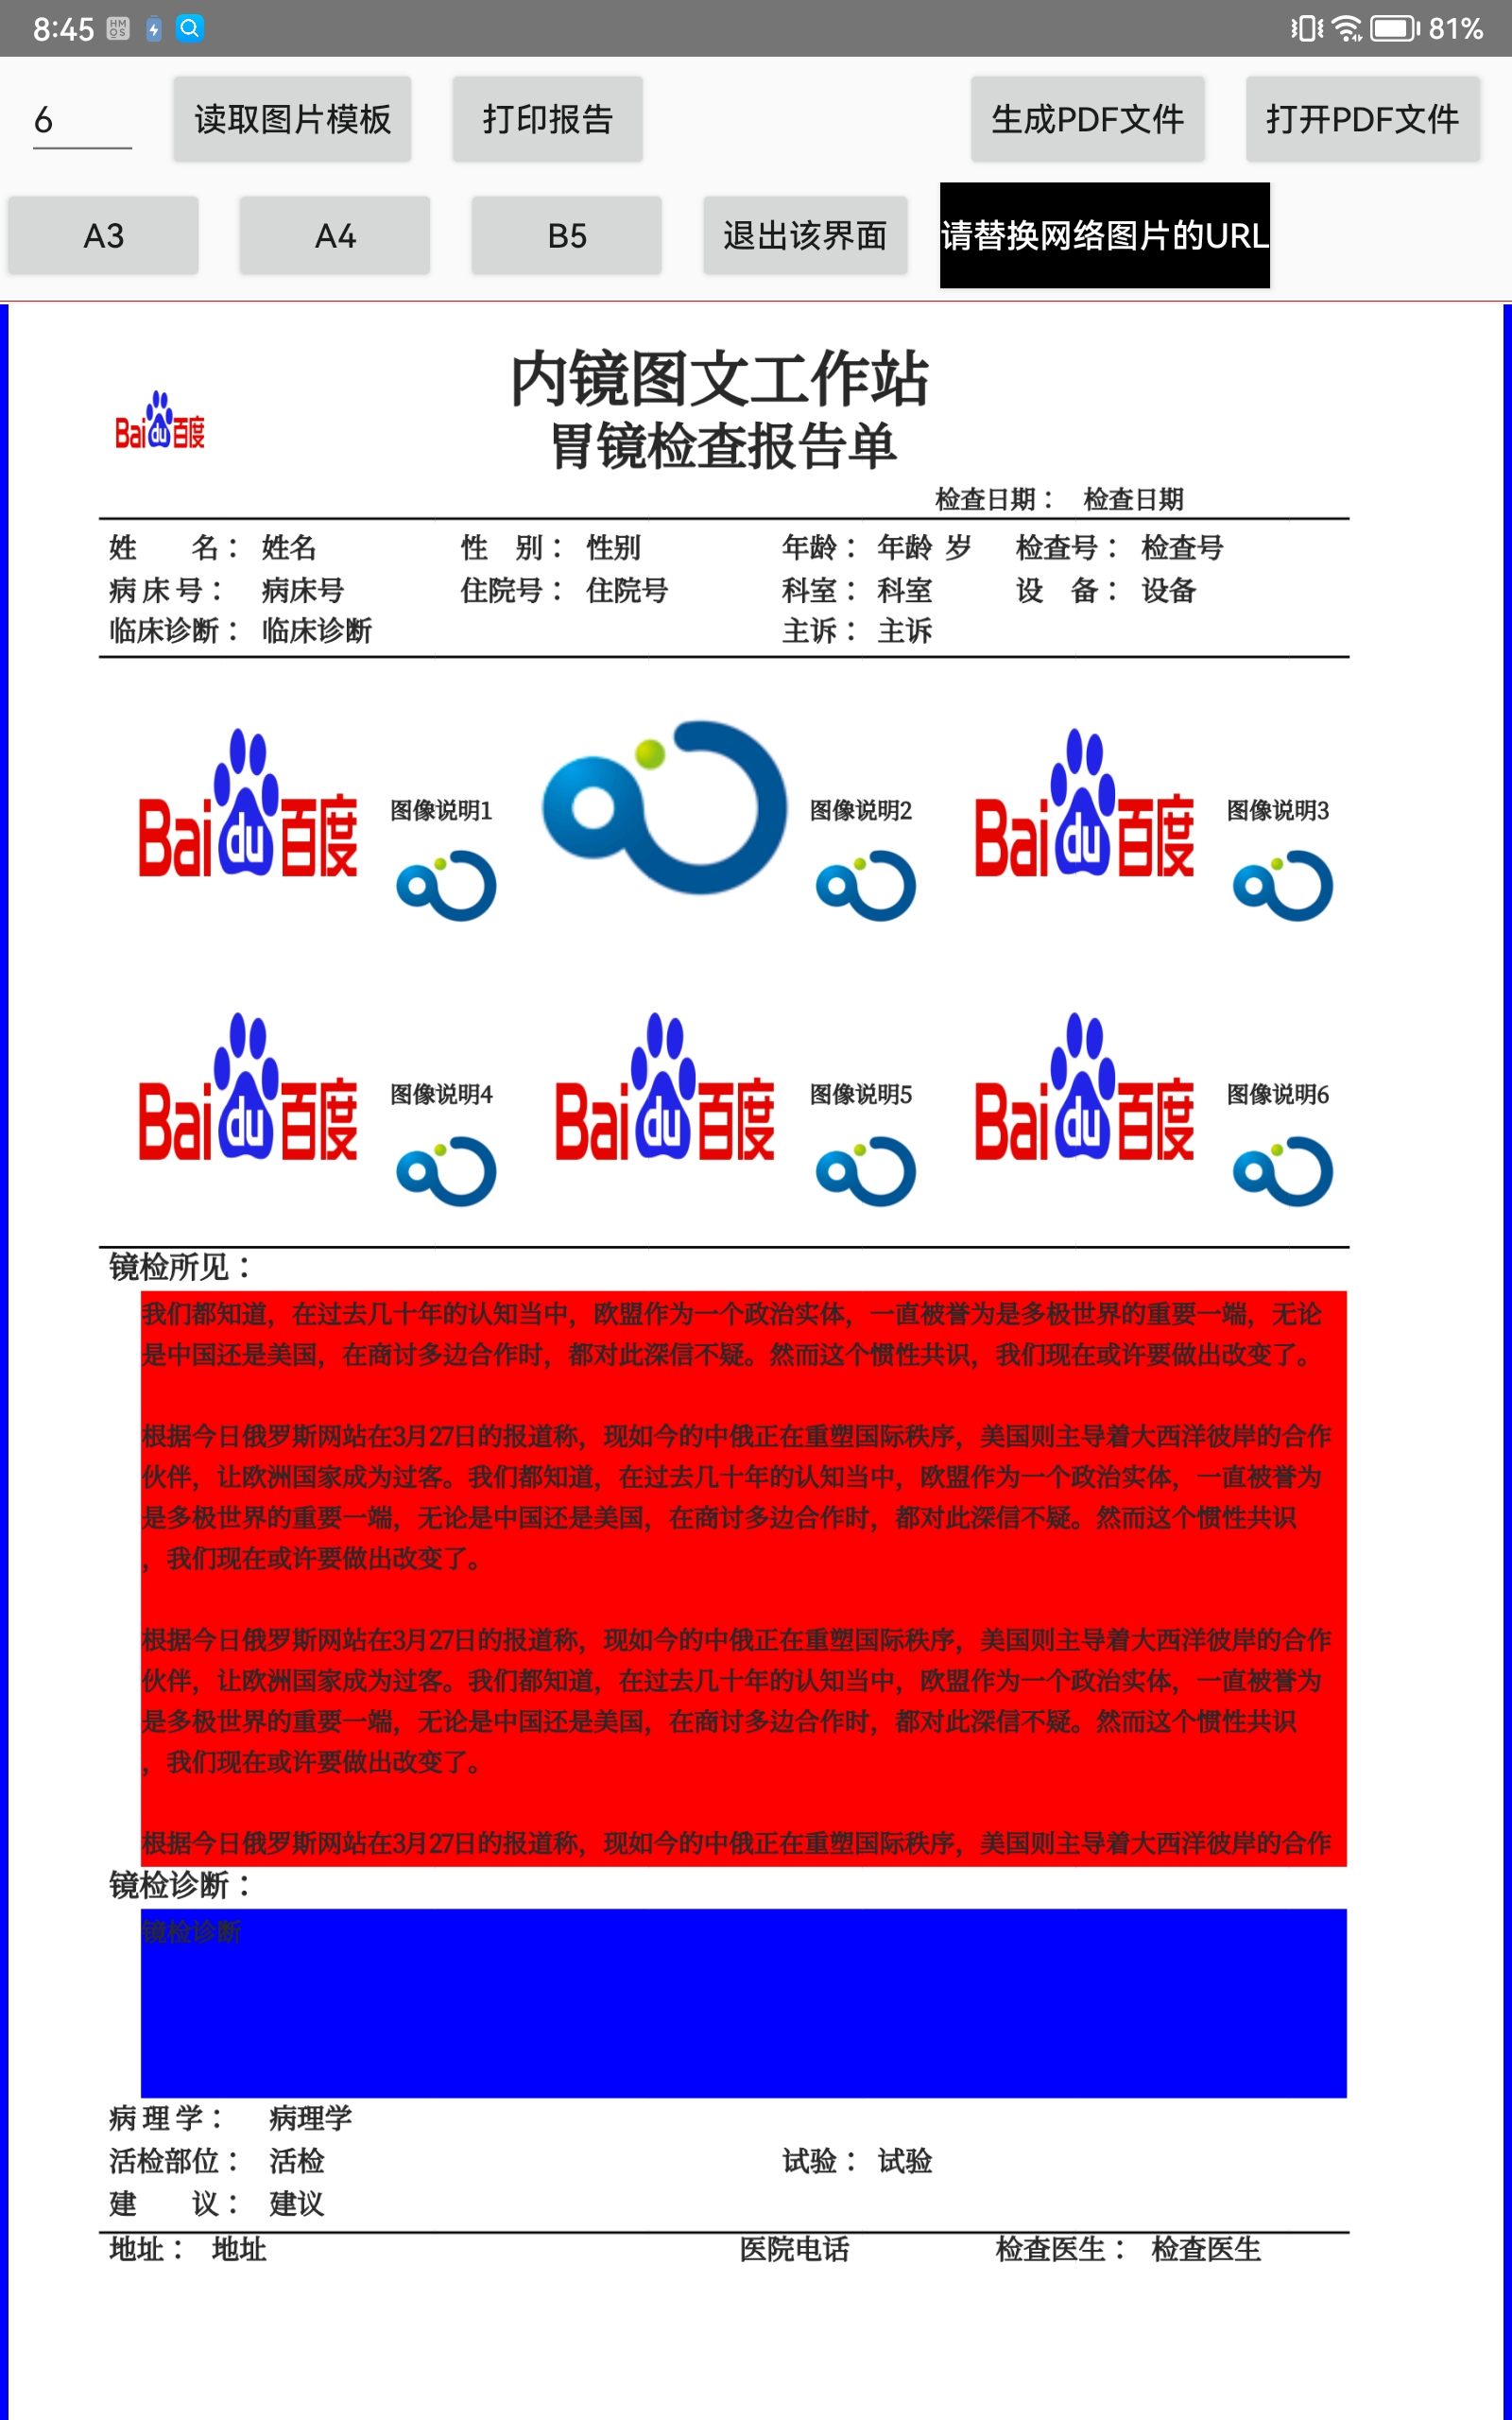 8:45 HMOS 81%
6 读取图片模板 打印报告 生成PDF文件 打开PDF文件
A3 A4 B5 退出该界面 请替换网络图片的URL
内镜图文工作站
Bai du 百度
胃镜检查报告单
检查日期： 检查日期
姓 名： 姓名 性 别： 性别 年龄： 年龄 岁 检查号： 检查号
病 床 号： 病床号 住院号： 住院号 科室： 科室 设 备： 设备
临床诊断： 临床诊断 主诉： 主诉
Bai du 百度 图像说明1 图像说明2 Bai du 百度 图像说明3
Bai du 百度 图像说明4 Bai du 百度 图像说明5 Bai du 百度 图像说明6
镜检所见：
我们都知道，在过去几十年的认知当中，欧盟作为一个政治实体，一直被誉为是多极世界的重要一端，无论
是中国还是美国，在商讨多边合作时，都对此深信不疑。然而这个惯性共识，我们现在或许要做出改变了。
根据今日俄罗斯网站在3月27日的报道称，现如今的中俄正在重塑国际秩序，美国则主导着大西洋彼岸的合作
伙伴，让欧洲国家成为过客。我们都知道，在过去几十年的认知当中，欧盟作为一个政治实体，一直被誉为
是多极世界的重要一端，无论是中国还是美国，在商讨多边合作时，都对此深信不疑。然而这个惯性共识
，我们现在或许要做出改变了。
根据今日俄罗斯网站在3月27日的报道称，现如今的中俄正在重塑国际秩序，美国则主导着大西洋彼岸的合作
伙伴，让欧洲国家成为过客。我们都知道，在过去几十年的认知当中，欧盟作为一个政治实体，一直被誉为
是多极世界的重要一端，无论是中国还是美国，在商讨多边合作时，都对此深信不疑。然而这个惯性共识
，我们现在或许要做出改变了。
根据今日俄罗斯网站在3月27日的报道称，现如今的中俄正在重塑国际秩序，美国则主导着大西洋彼岸的合作
镜检诊断：
镜检诊断
病 理 学： 病理学
活检部位： 活检 试验： 试验
建 议： 建议
地址： 地址 医院电话 检查医生： 检查医生